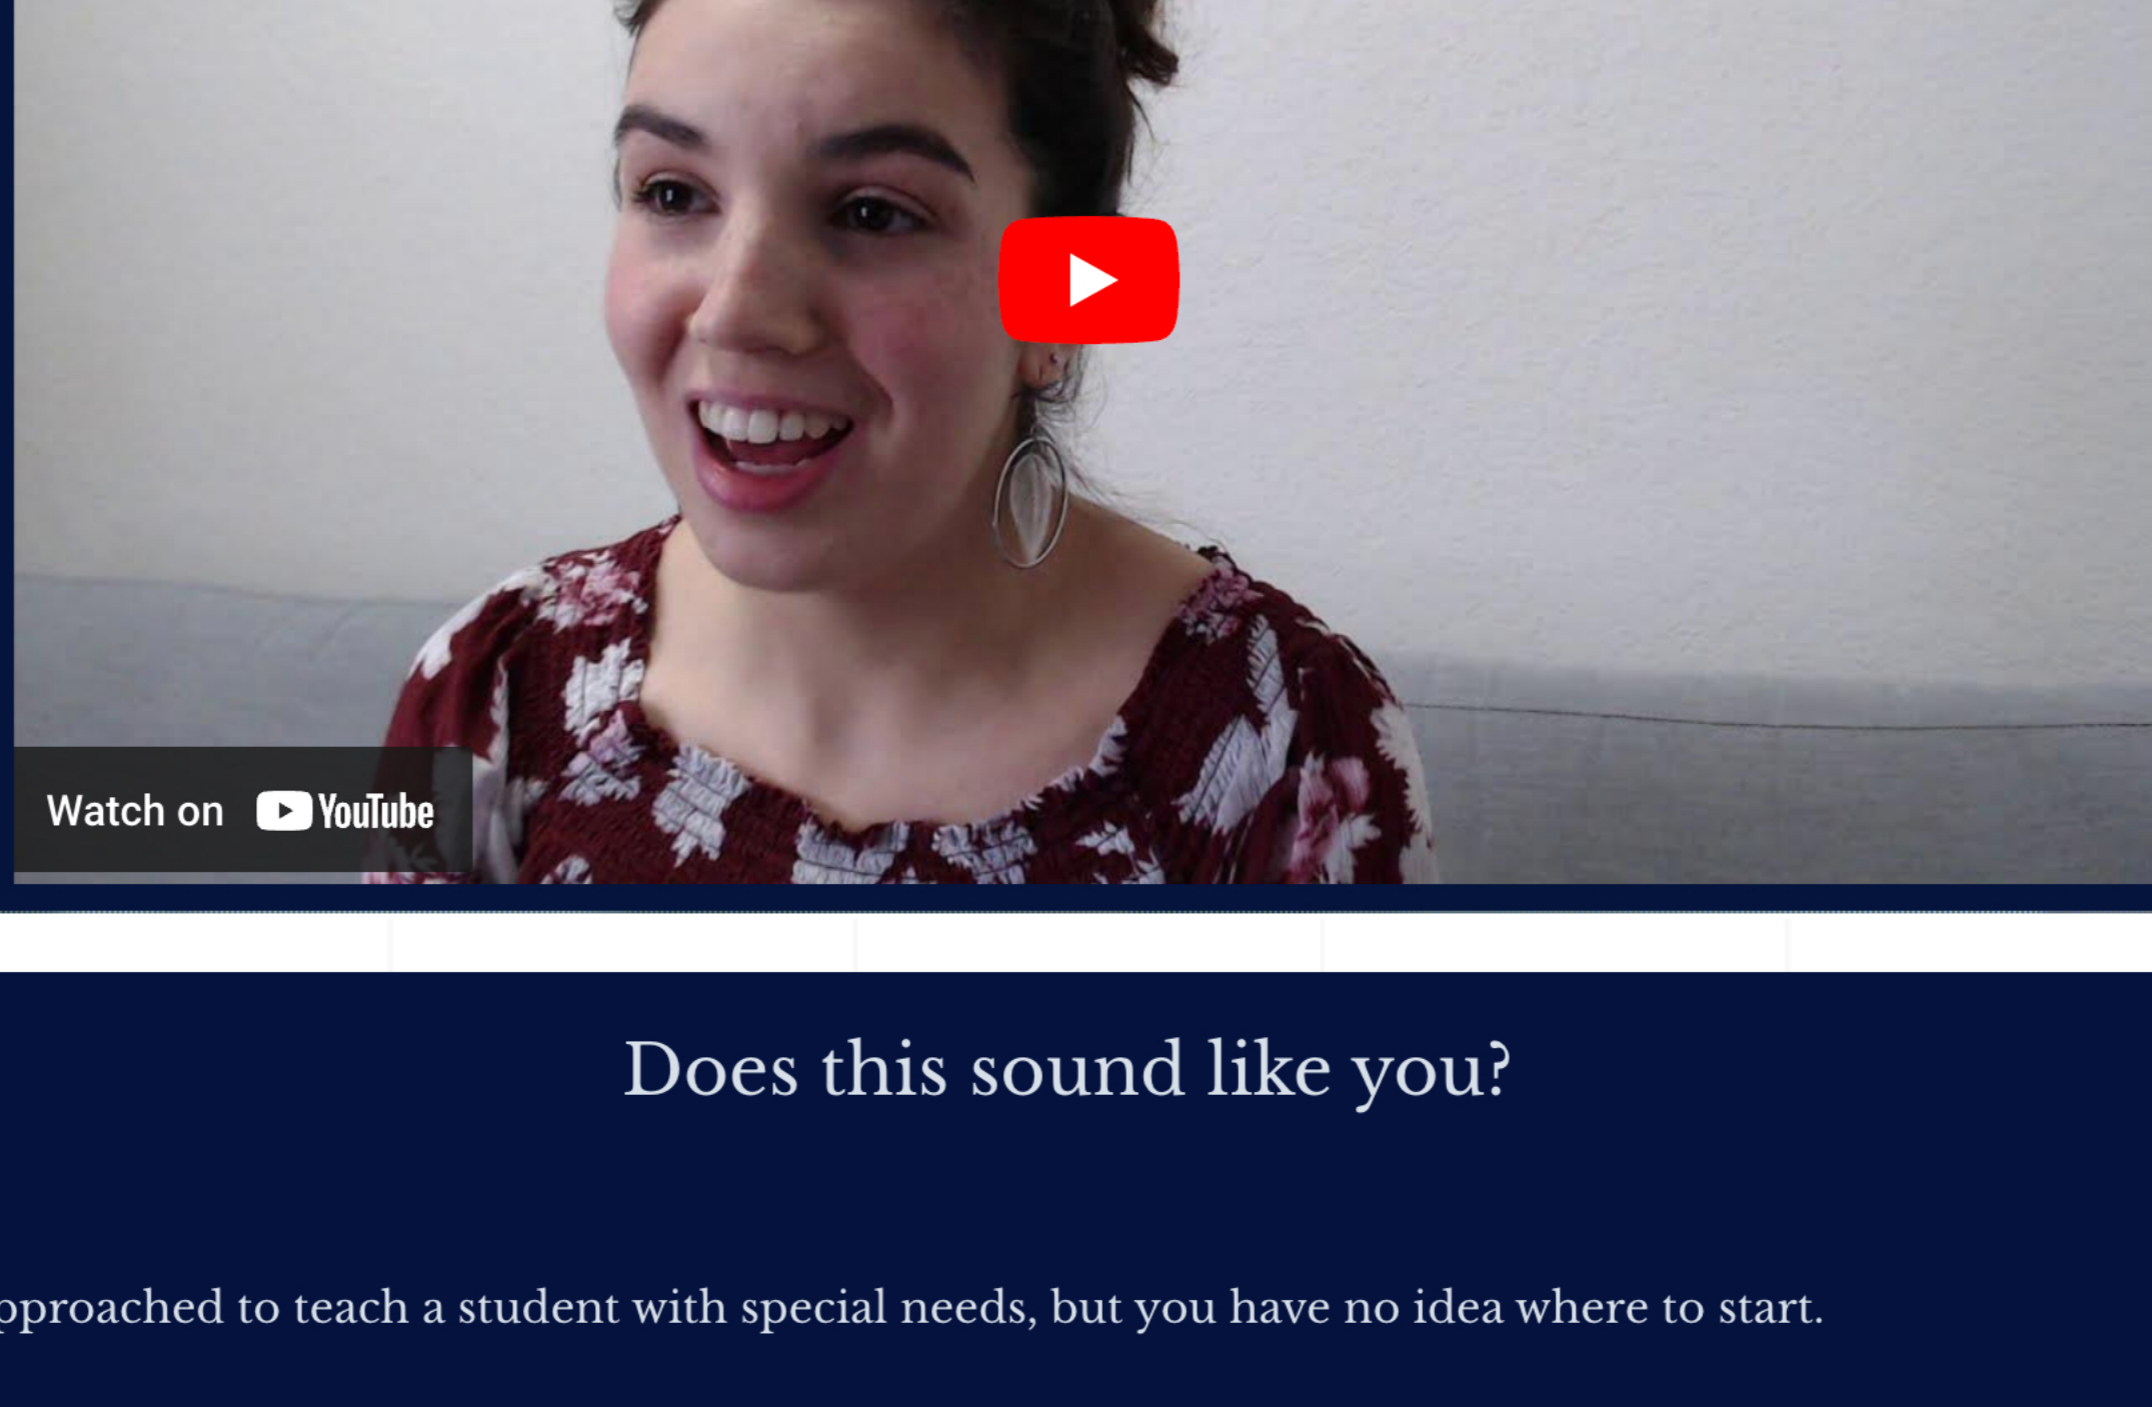 Watch on YouTube
Does this sound like you?
pproached to teach a student with special needs, but you have no idea where to start.